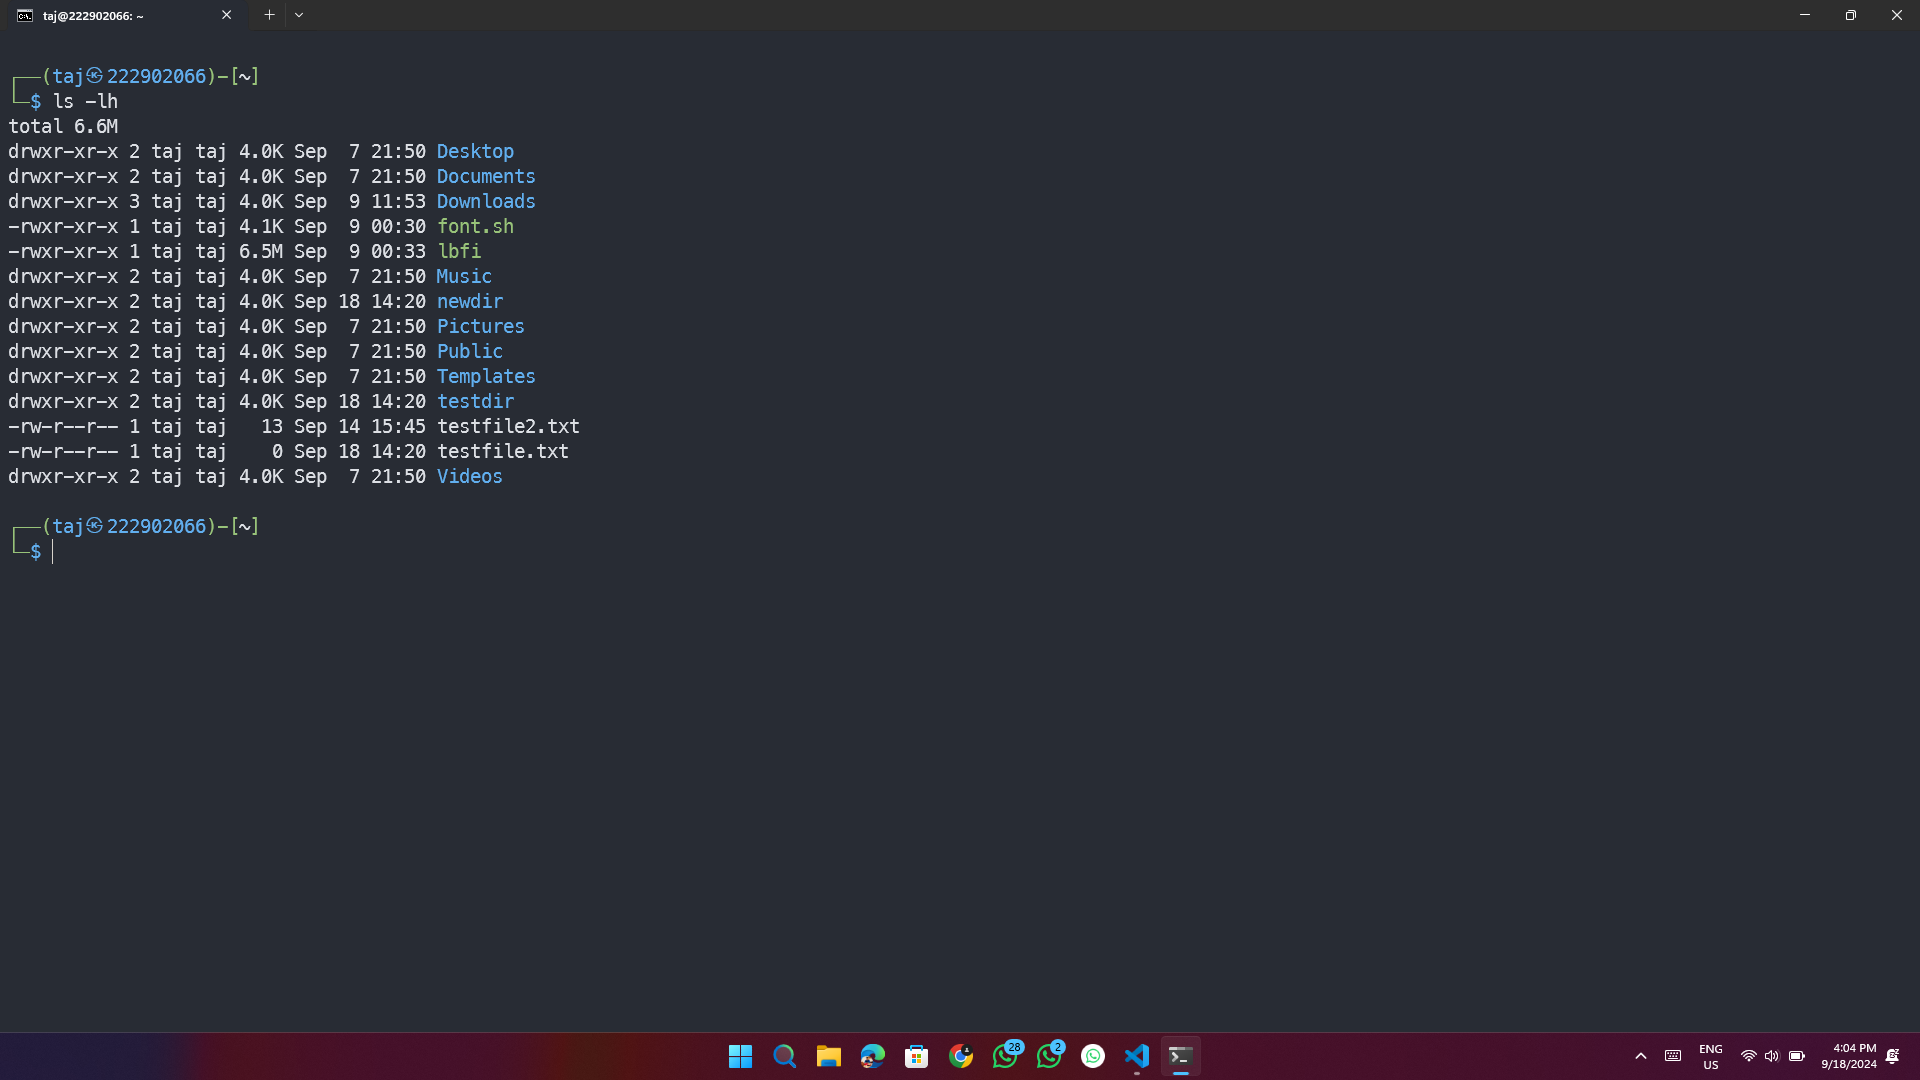 taj@222902066: ~
┌──(taj㉿222902066)-[~]
└─$ ls -lh
total 6.6M
drwxr-xr-x 2 taj taj 4.0K Sep  7 21:50 Desktop
drwxr-xr-x 2 taj taj 4.0K Sep  7 21:50 Documents
drwxr-xr-x 3 taj taj 4.0K Sep  9 11:53 Downloads
-rwxr-xr-x 1 taj taj 4.1K Sep  9 00:30 font.sh
-rwxr-xr-x 1 taj taj 6.5M Sep  9 00:33 lbfi
drwxr-xr-x 2 taj taj 4.0K Sep  7 21:50 Music
drwxr-xr-x 2 taj taj 4.0K Sep 18 14:20 newdir
drwxr-xr-x 2 taj taj 4.0K Sep  7 21:50 Pictures
drwxr-xr-x 2 taj taj 4.0K Sep  7 21:50 Public
drwxr-xr-x 2 taj taj 4.0K Sep  7 21:50 Templates
drwxr-xr-x 2 taj taj 4.0K Sep 18 14:20 testdir
-rw-r--r-- 1 taj taj   13 Sep 14 15:45 testfile2.txt
-rw-r--r-- 1 taj taj    0 Sep 18 14:20 testfile.txt
drwxr-xr-x 2 taj taj 4.0K Sep  7 21:50 Videos
┌──(taj㉿222902066)-[~]
└─$
28
2
ENG
US
4:04 PM
9/18/2024